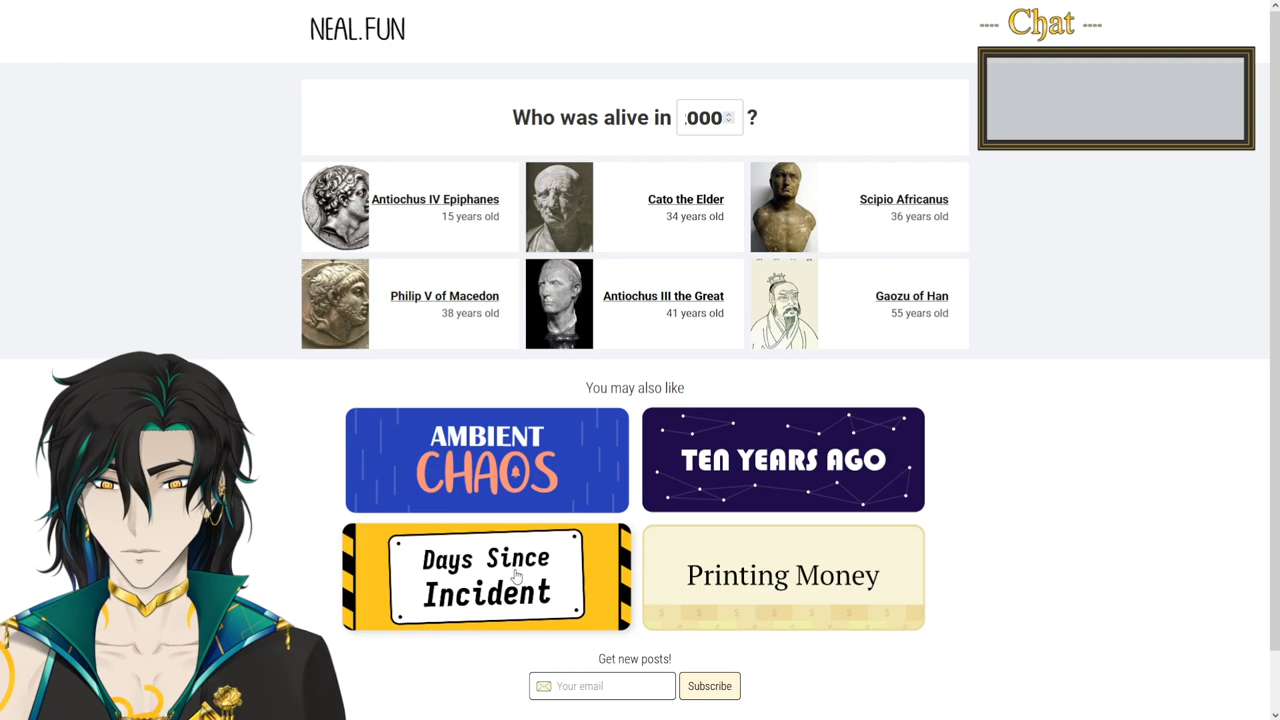 NEAL.FUN
---- Chat ----
Who was alive in 000 ?
Antiochus IV Epiphanes
15 years old
Cato the Elder
34 years old
Scipio Africanus
36 years old
Philip V of Macedon
38 years old
Antiochus III the Great
41 years old
Gaozu of Han
55 years old
You may also like
AMBIENT
CHAOS
TEN YEARS AGO
Days Since
Incident
Printing Money
$ $ $ $ $ $
Get new posts!
Your email
Subscribe